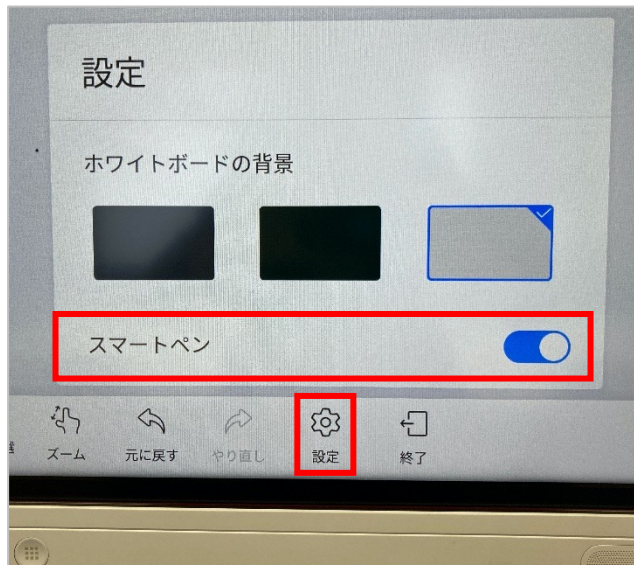 設定
ホワイトボードの背景
スマートペン
ズーム
元に戻す
やり直し
設定
終了